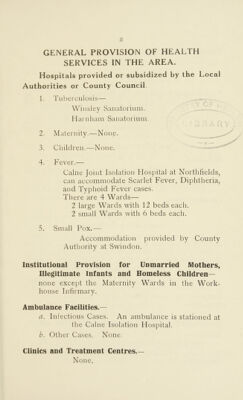 2
GENERAL PROVISION OF HEALTH
SERVICES IN THE AREA.
Hospitals provided or subsidized by the Local
Authorities or County Council.
1. Tuberculosis—
Winsley Sanatorium.
Harnham Sanatorium.
2. Maternity.—None.
3. Children.—None.
4. Fever.—
Calne Joint Isolation Hospital at Northfields,
can accommodate Scarlet Fever, Diphtheria,
and Typhoid Fever cases.
There are 4 Wards—
2 large Wards with 12 beds each.
2 small Wards with 6 beds each.
5. Small Pox.—
Accommodation provided by County
Authority at Swindon.
Institutional Provision for Unmarried Mothers,
Illegitimate Infants and Homeless Children—
none except the Maternity Wards in the Work-
house Infirmary.
Ambulance Facilities.—
a. Infectious Cases. An ambulance is stationed at
the Calne Isolation Hospital.
b. Other Cases. None.
Clinics and Treatment Centres.—
None.
LIBRARY